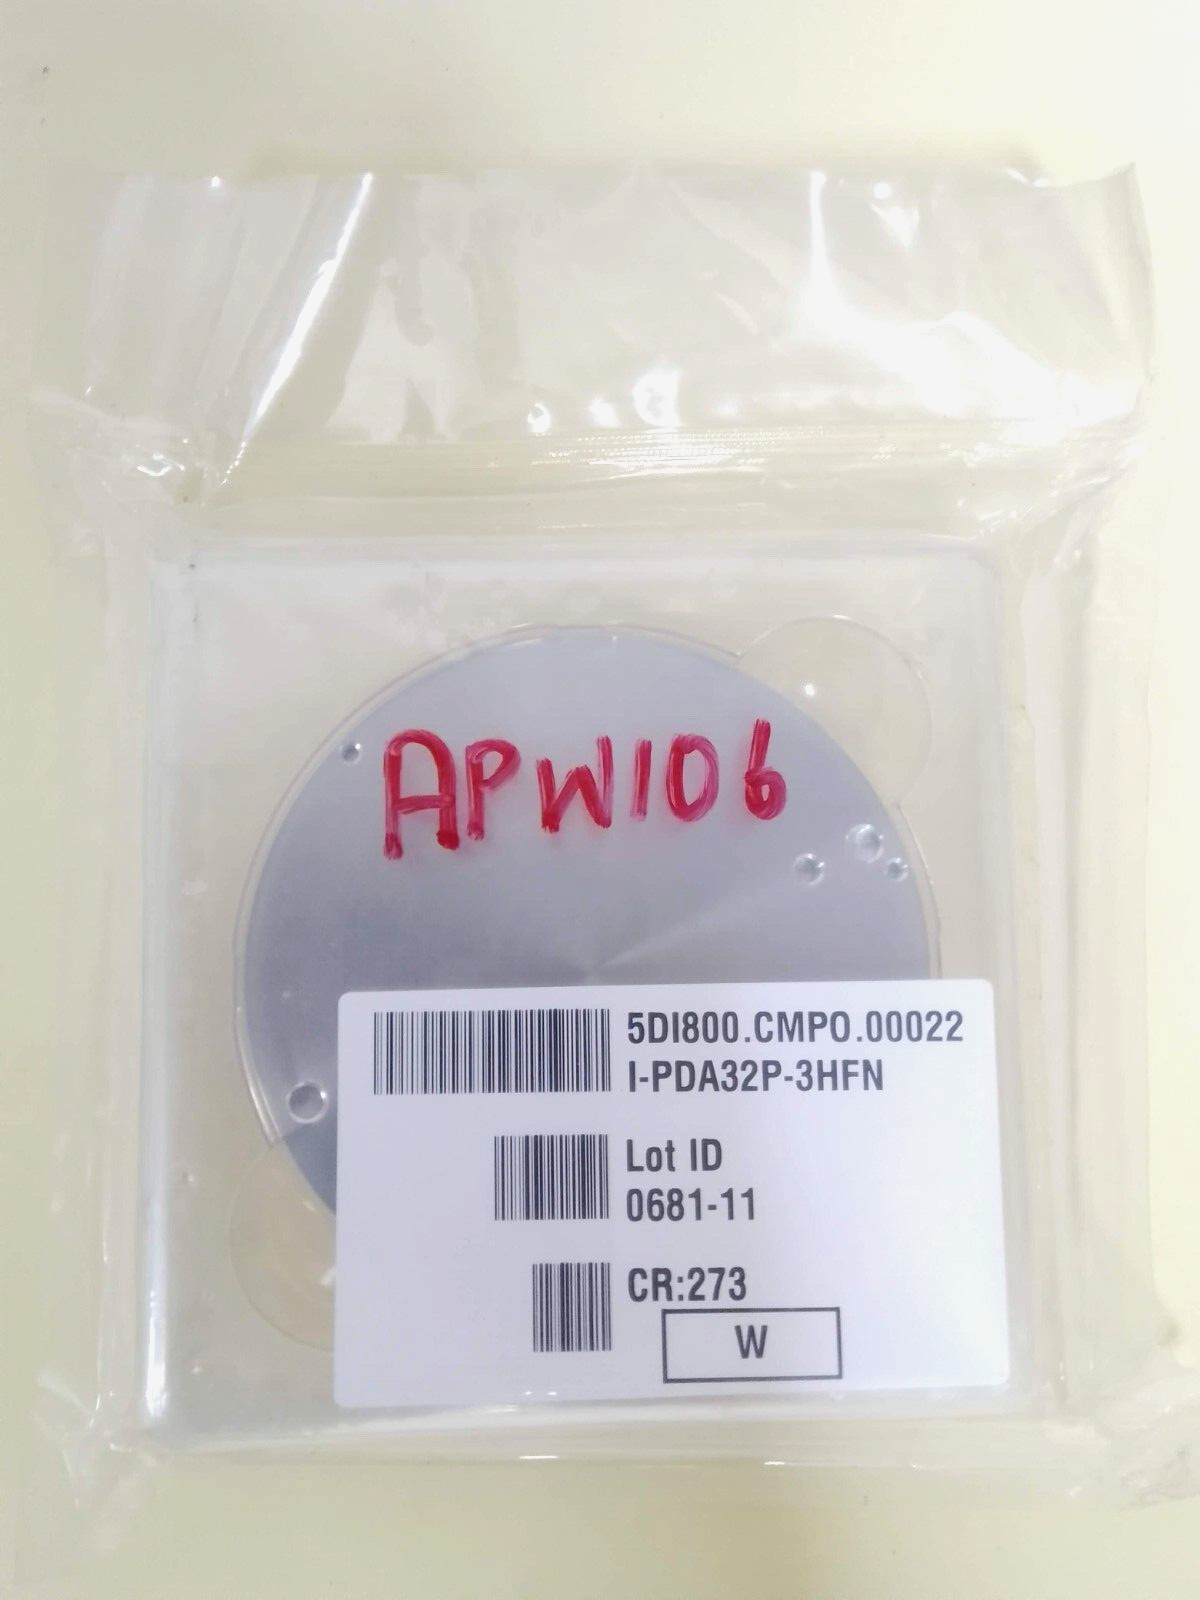 APW106
5DI800.CMPO.00022
I-PDA32P-3HFN
Lot ID
0681-11
CR:273
W